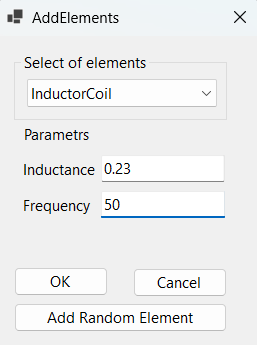 AddElements
Select of elements
InductorCoil
Parametrs
Inductance 0.23
Frequency 50
OK Cancel
Add Random Element